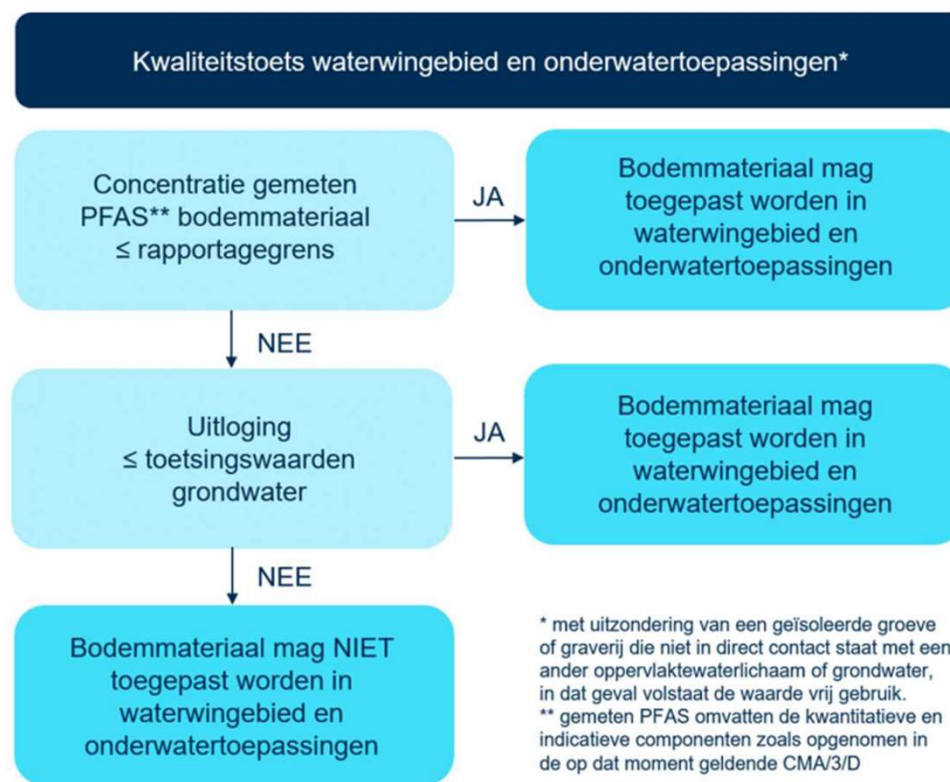 Kwaliteitstoets waterwingebied en onderwatertoepassingen*
Concentratie gemeten
PFAS** bodemmateriaal
≤ rapportagegrens
JA
Bodemmateriaal mag
toegepast worden in
waterwingebied en
onderwatertoepassingen
NEE
Uitloging
≤ toetsingswaarden
grondwater
JA
Bodemmateriaal mag
toegepast worden in
waterwingebied en
onderwatertoepassingen
NEE
Bodemmateriaal mag NIET
toegepast worden in
waterwingebied en
onderwatertoepassingen
* met uitzondering van een geïsoleerde groeve
of graverij die niet in direct contact staat met een
ander oppervlaktewaterlichaam of grondwater,
in dat geval volstaat de waarde vrij gebruik.
** gemeten PFAS omvatten de kwantitatieve en
indicatieve componenten zoals opgenomen in
de op dat moment geldende CMA/3/D